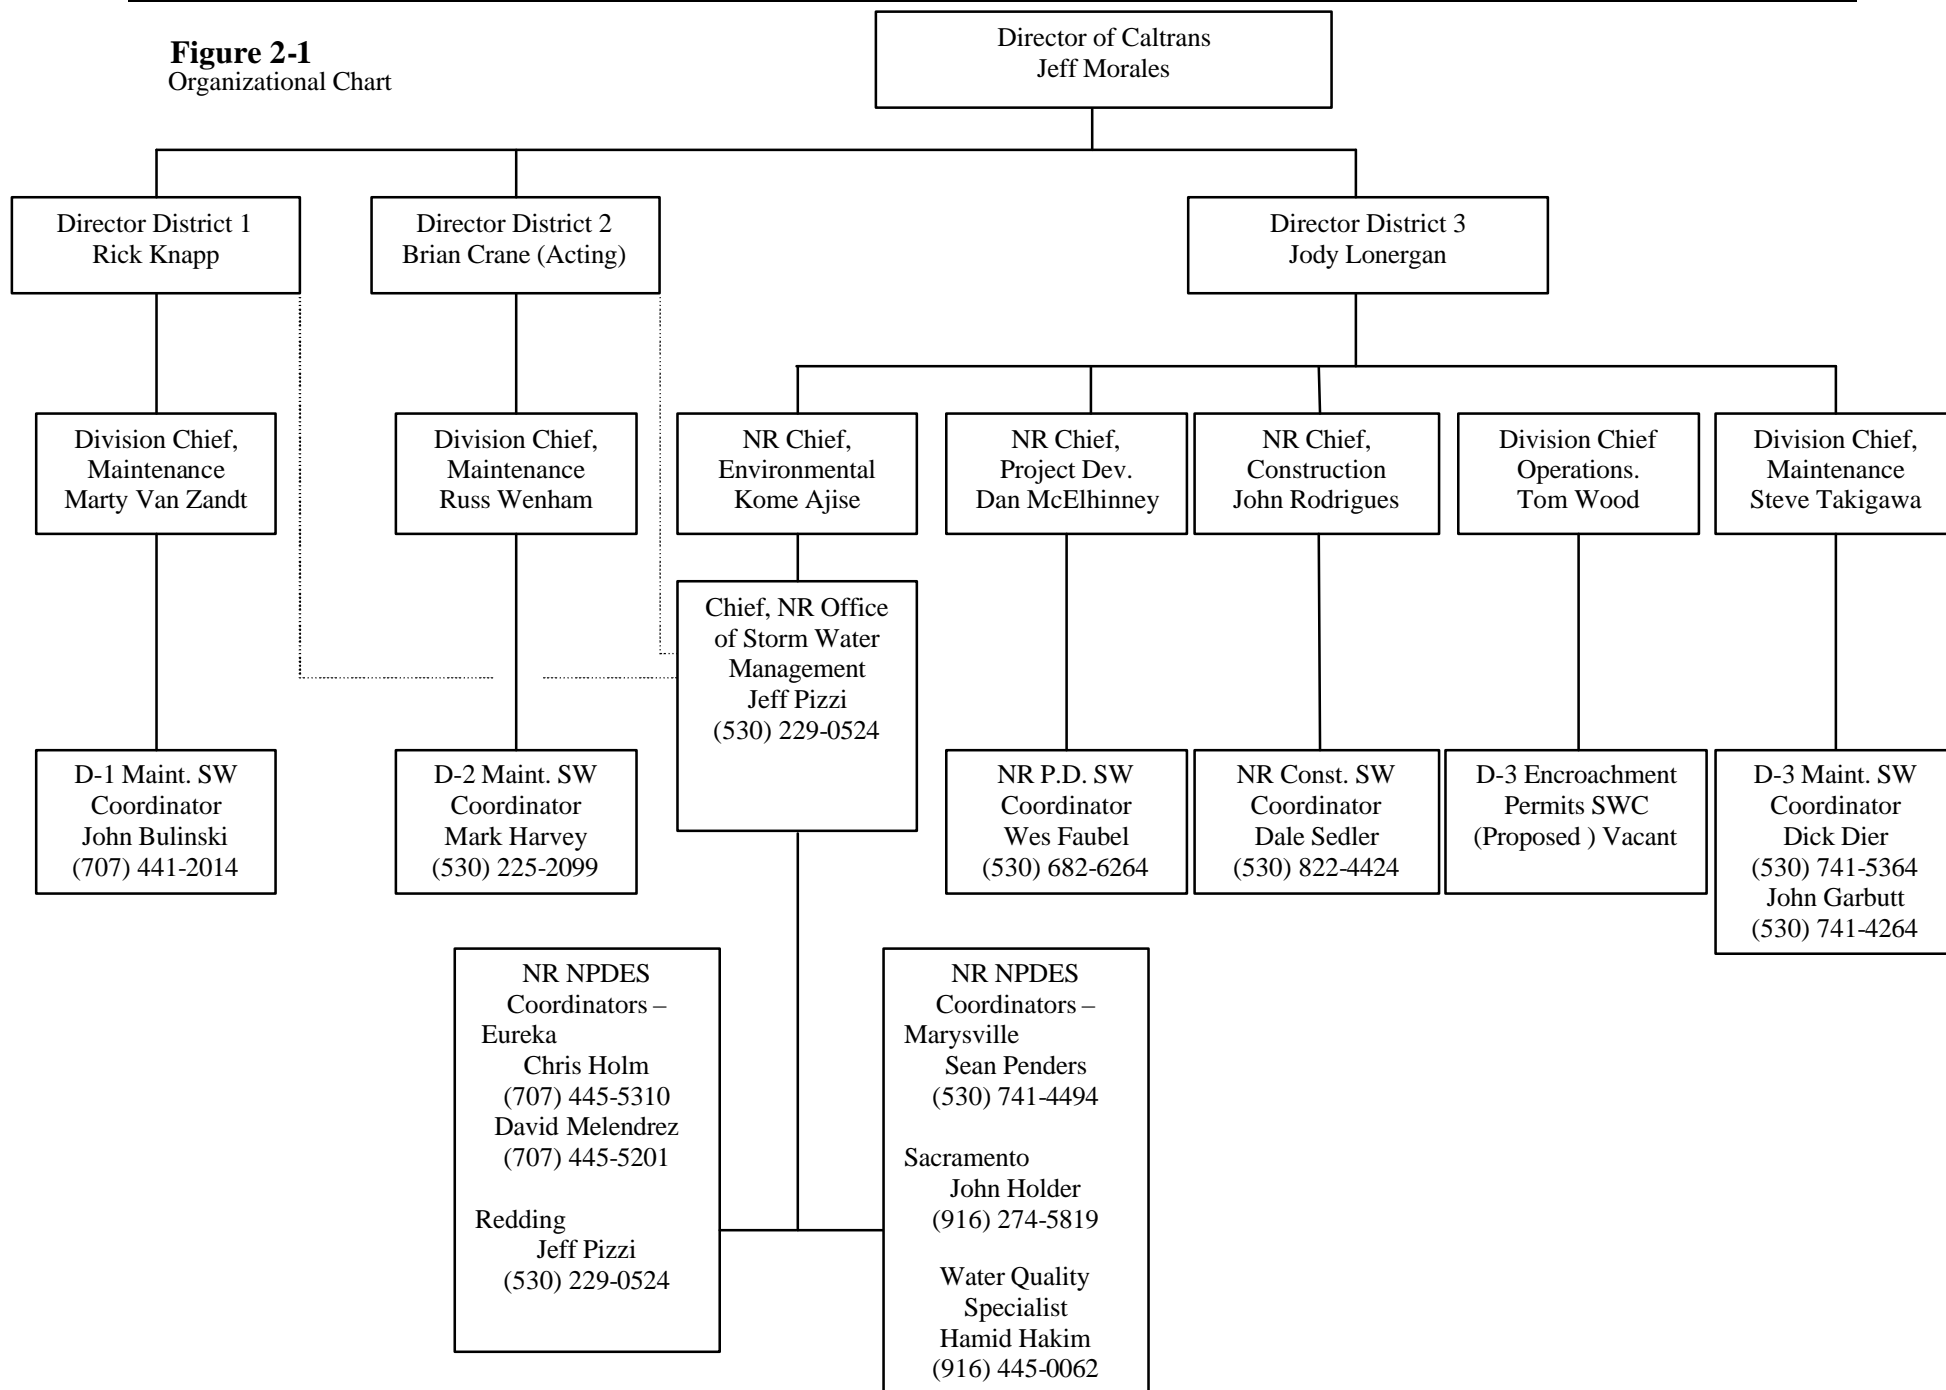 Figure 2-1
Organizational Chart
Director of Caltrans
Jeff Morales
Director District 1
Rick Knapp
Director District 2
Brian Crane (Acting)
Director District 3
Jody Lonergan
Division Chief,
Maintenance
Marty Van Zandt
Division Chief,
Maintenance
Russ Wenham
NR Chief,
Environmental
Kome Ajise
NR Chief,
Project Dev.
Dan McElhinney
NR Chief,
Construction
John Rodrigues
Division Chief
Operations.
Tom Wood
Division Chief,
Maintenance
Steve Takigawa
Chief, NR Office
of Storm Water
Management
Jeff Pizzi
(530) 229-0524
D-1 Maint. SW
Coordinator
John Bulinski
(707) 441-2014
D-2 Maint. SW
Coordinator
Mark Harvey
(530) 225-2099
NR P.D. SW
Coordinator
Wes Faubel
(530) 682-6264
NR Const. SW
Coordinator
Dale Sedler
(530) 822-4424
D-3 Encroachment
Permits SWC
(Proposed ) Vacant
D-3 Maint. SW
Coordinator
Dick Dier
(530) 741-5364
John Garbutt
(530) 741-4264
NR NPDES
Coordinators –
Eureka
Chris Holm
(707) 445-5310
David Melendrez
(707) 445-5201
Redding
Jeff Pizzi
(530) 229-0524
NR NPDES
Coordinators –
Marysville
Sean Penders
(530) 741-4494
Sacramento
John Holder
(916) 274-5819
Water Quality
Specialist
Hamid Hakim
(916) 445-0062